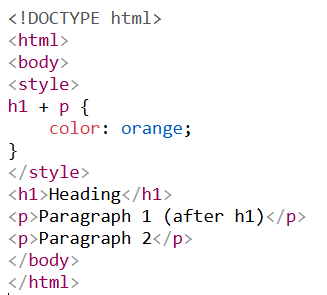 <!DOCTYPE html>
<html>
<body>
<style>
h1 + p {
    color: orange;
}
</style>
<h1>Heading</h1>
<p>Paragraph 1 (after h1)</p>
<p>Paragraph 2</p>
</body>
</html>